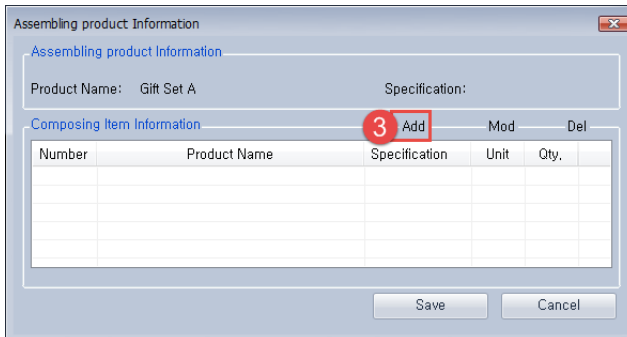 Assembling product Information
Assembling product Information
Product Name: Gift Set A Specification:
Composing Item Information 3 Add Mod Del
Number Product Name Specification Unit Qty,
Save Cancel